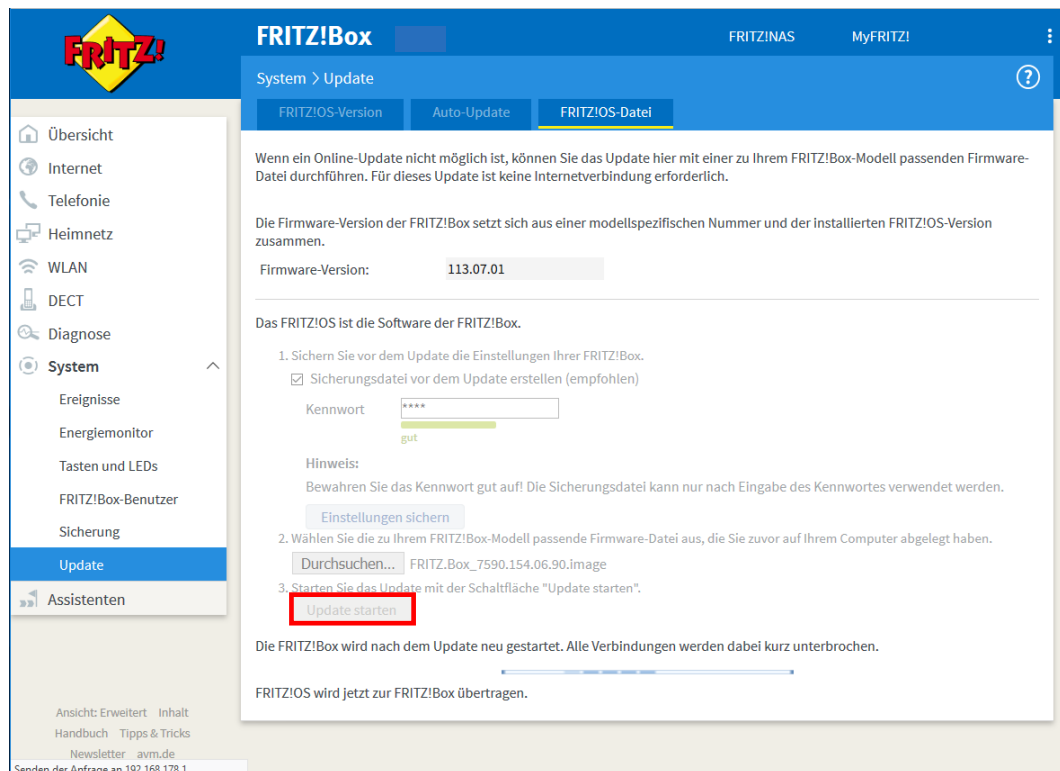 FRITZ!
FRITZ!Box
FRITZ!NAS
MyFRITZ!
System > Update
FRITZ!OS-Version
Auto-Update
FRITZ!OS-Datei
Übersicht
Internet
Telefonie
Heimnetz
WLAN
DECT
Diagnose
System
Ereignisse
Energiemonitor
Tasten und LEDs
FRITZ!Box-Benutzer
Sicherung
Update
Assistenten
Ansicht: Erweitert Inhalt
Handbuch Tipps & Tricks
Newsletter avm.de
Senden der Anfrage an 192.168.178.1
Wenn ein Online-Update nicht möglich ist, können Sie das Update hier mit einer zu Ihrem FRITZ!Box-Modell passenden Firmware-
Datei durchführen. Für dieses Update ist keine Internetverbindung erforderlich.
Die Firmware-Version der FRITZ!Box setzt sich aus einer modellspezifischen Nummer und der installierten FRITZ!OS-Version
zusammen.
Firmware-Version: 113.07.01
Das FRITZ!OS ist die Software der FRITZ!Box.
1. Sichern Sie vor dem Update die Einstellungen Ihrer FRITZ!Box.
Sicherungsdatei vor dem Update erstellen (empfohlen)
Kennwort ****
gut
Hinweis:
Bewahren Sie das Kennwort gut auf! Die Sicherungsdatei kann nur nach Eingabe des Kennwortes verwendet werden.
Einstellungen sichern
2. Wählen Sie die zu Ihrem FRITZ!Box-Modell passende Firmware-Datei aus, die Sie zuvor auf Ihrem Computer abgelegt haben.
Durchsuchen... FRITZ.Box_7590.154.06.90.image
3. Starten Sie das Update mit der Schaltfläche "Update starten".
Update starten
Die FRITZ!Box wird nach dem Update neu gestartet. Alle Verbindungen werden dabei kurz unterbrochen.
FRITZ!OS wird jetzt zur FRITZ!Box übertragen.